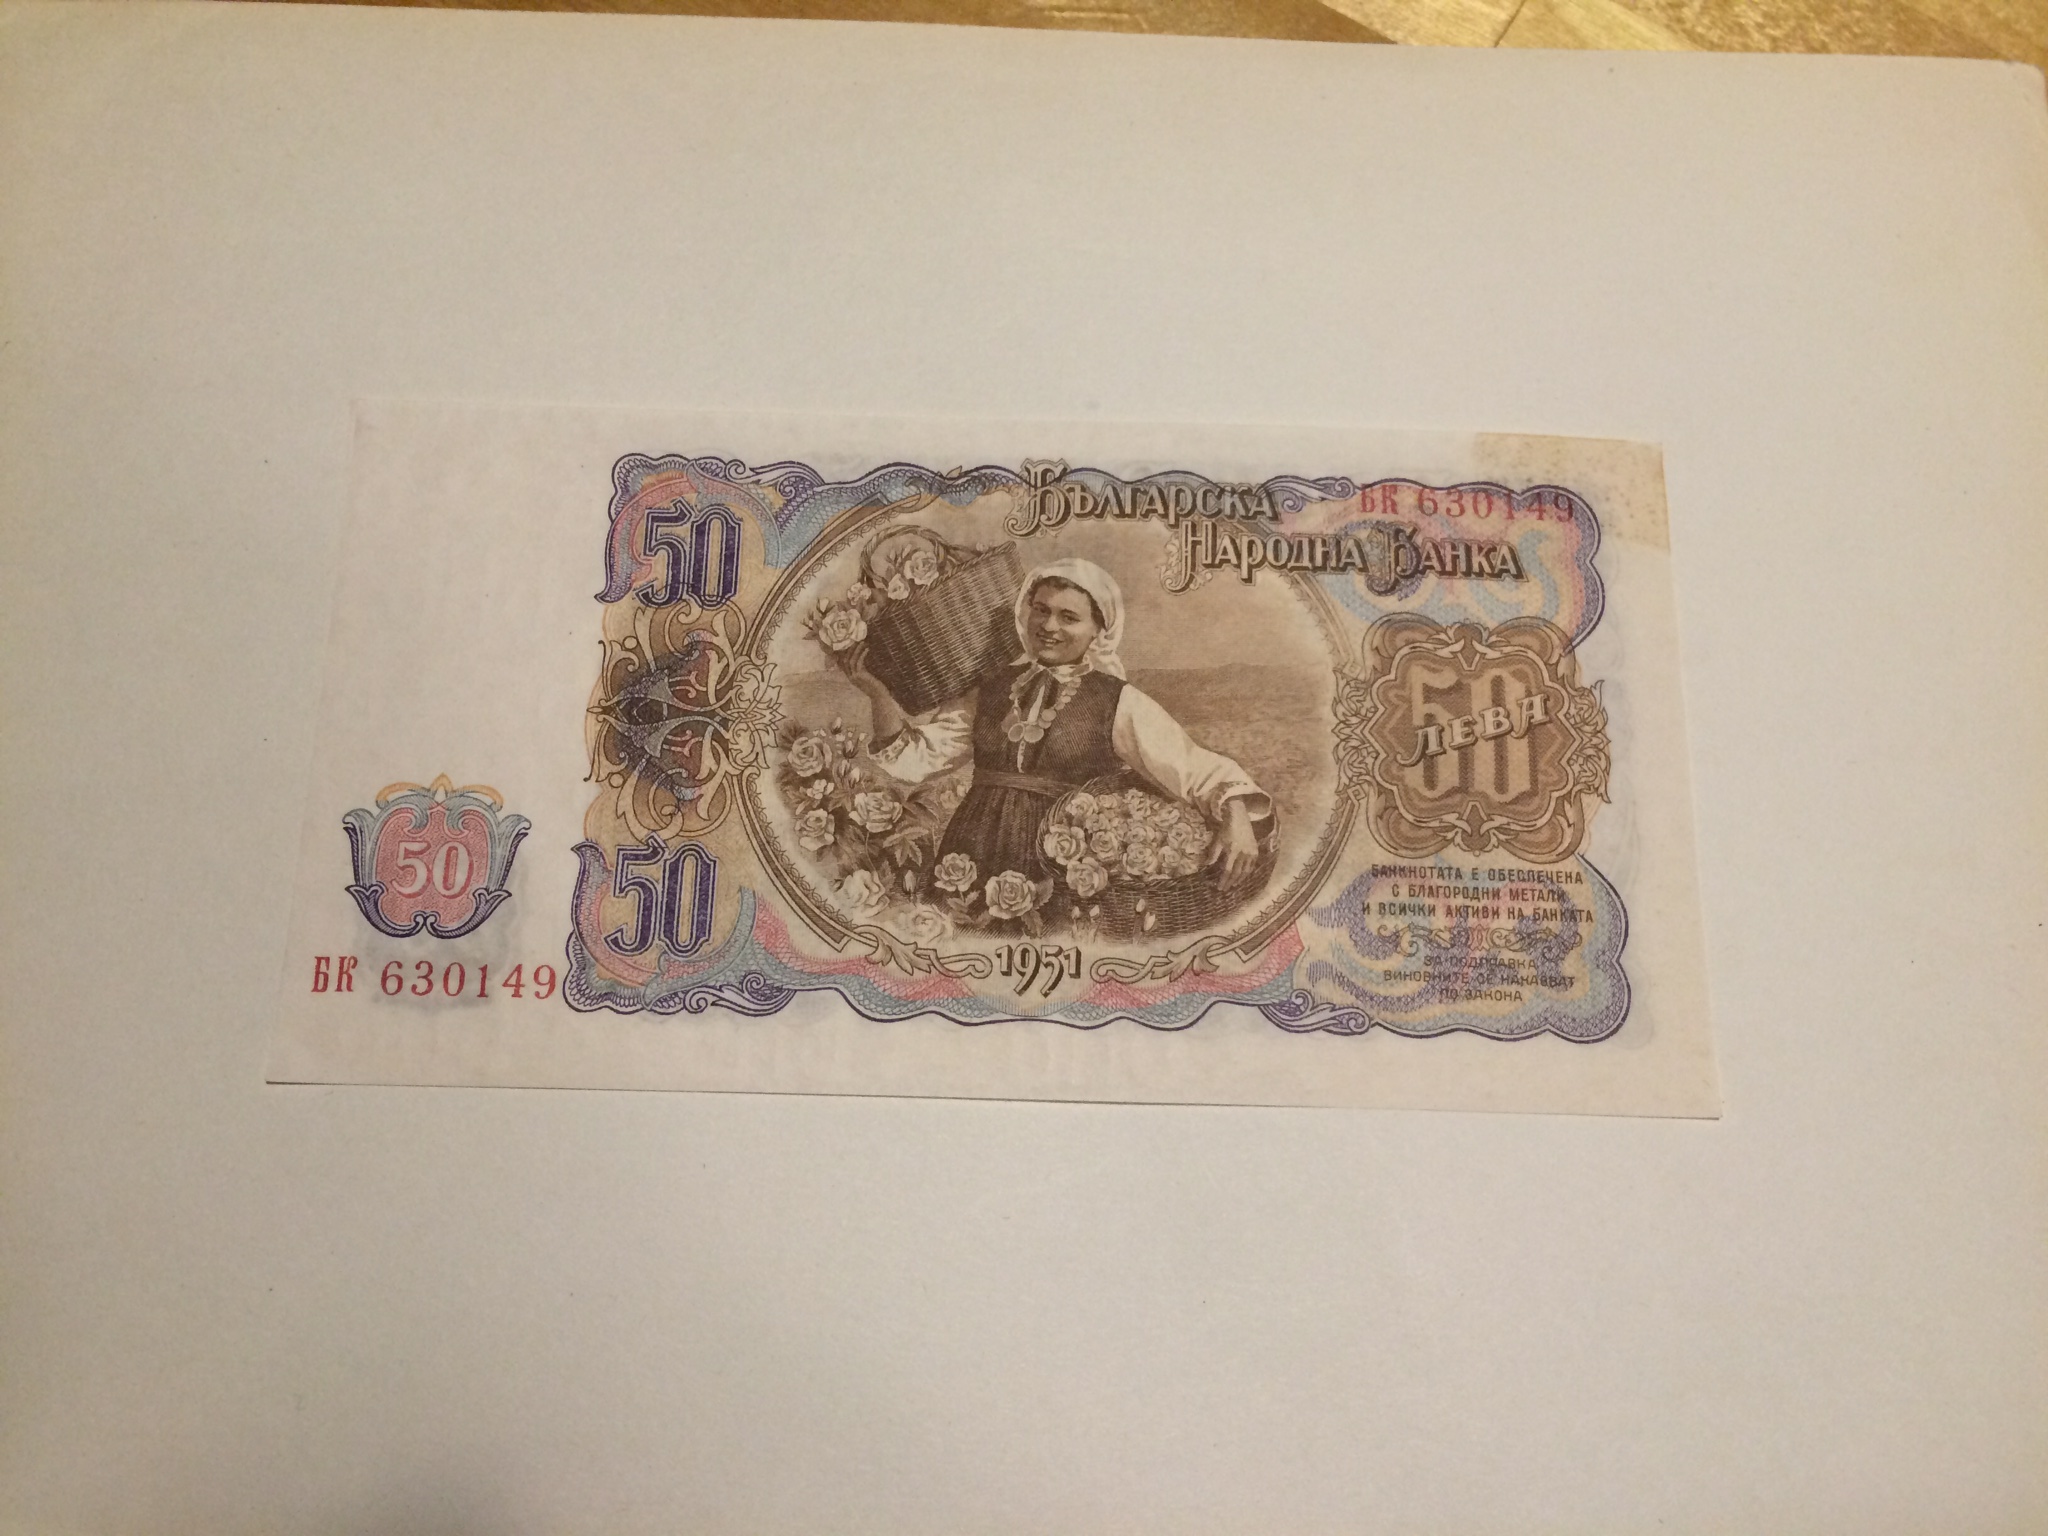 50
Българска
БК 630149
Народна Банка
50
ЛЕВА
50
50
БАНКНОТАТА Е ОБЕСПЕЧЕНА
С БЛАГОРОДНИ МЕТАЛИ
И ВСИЧКИ АКТИВИ НА БАНКАТА
1951
ЗА ПОДПРАВКА
ВИНОВНИТЕ СЕ НАКАЗВАТ
ПО ЗАКОНА
БК 630149